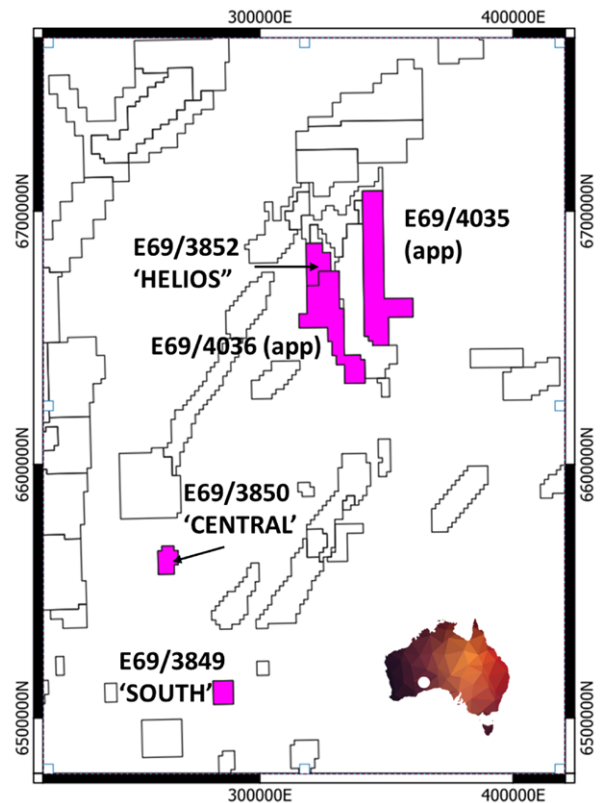 300000E
400000E
6700000N
6700000N
E69/4035
(app)
E69/3852
‘HELIOS”
E69/4036 (app)
6600000N
6600000N
E69/3850
‘CENTRAL’
E69/3849
‘SOUTH’
6500000N
6500000N
300000E
400000E